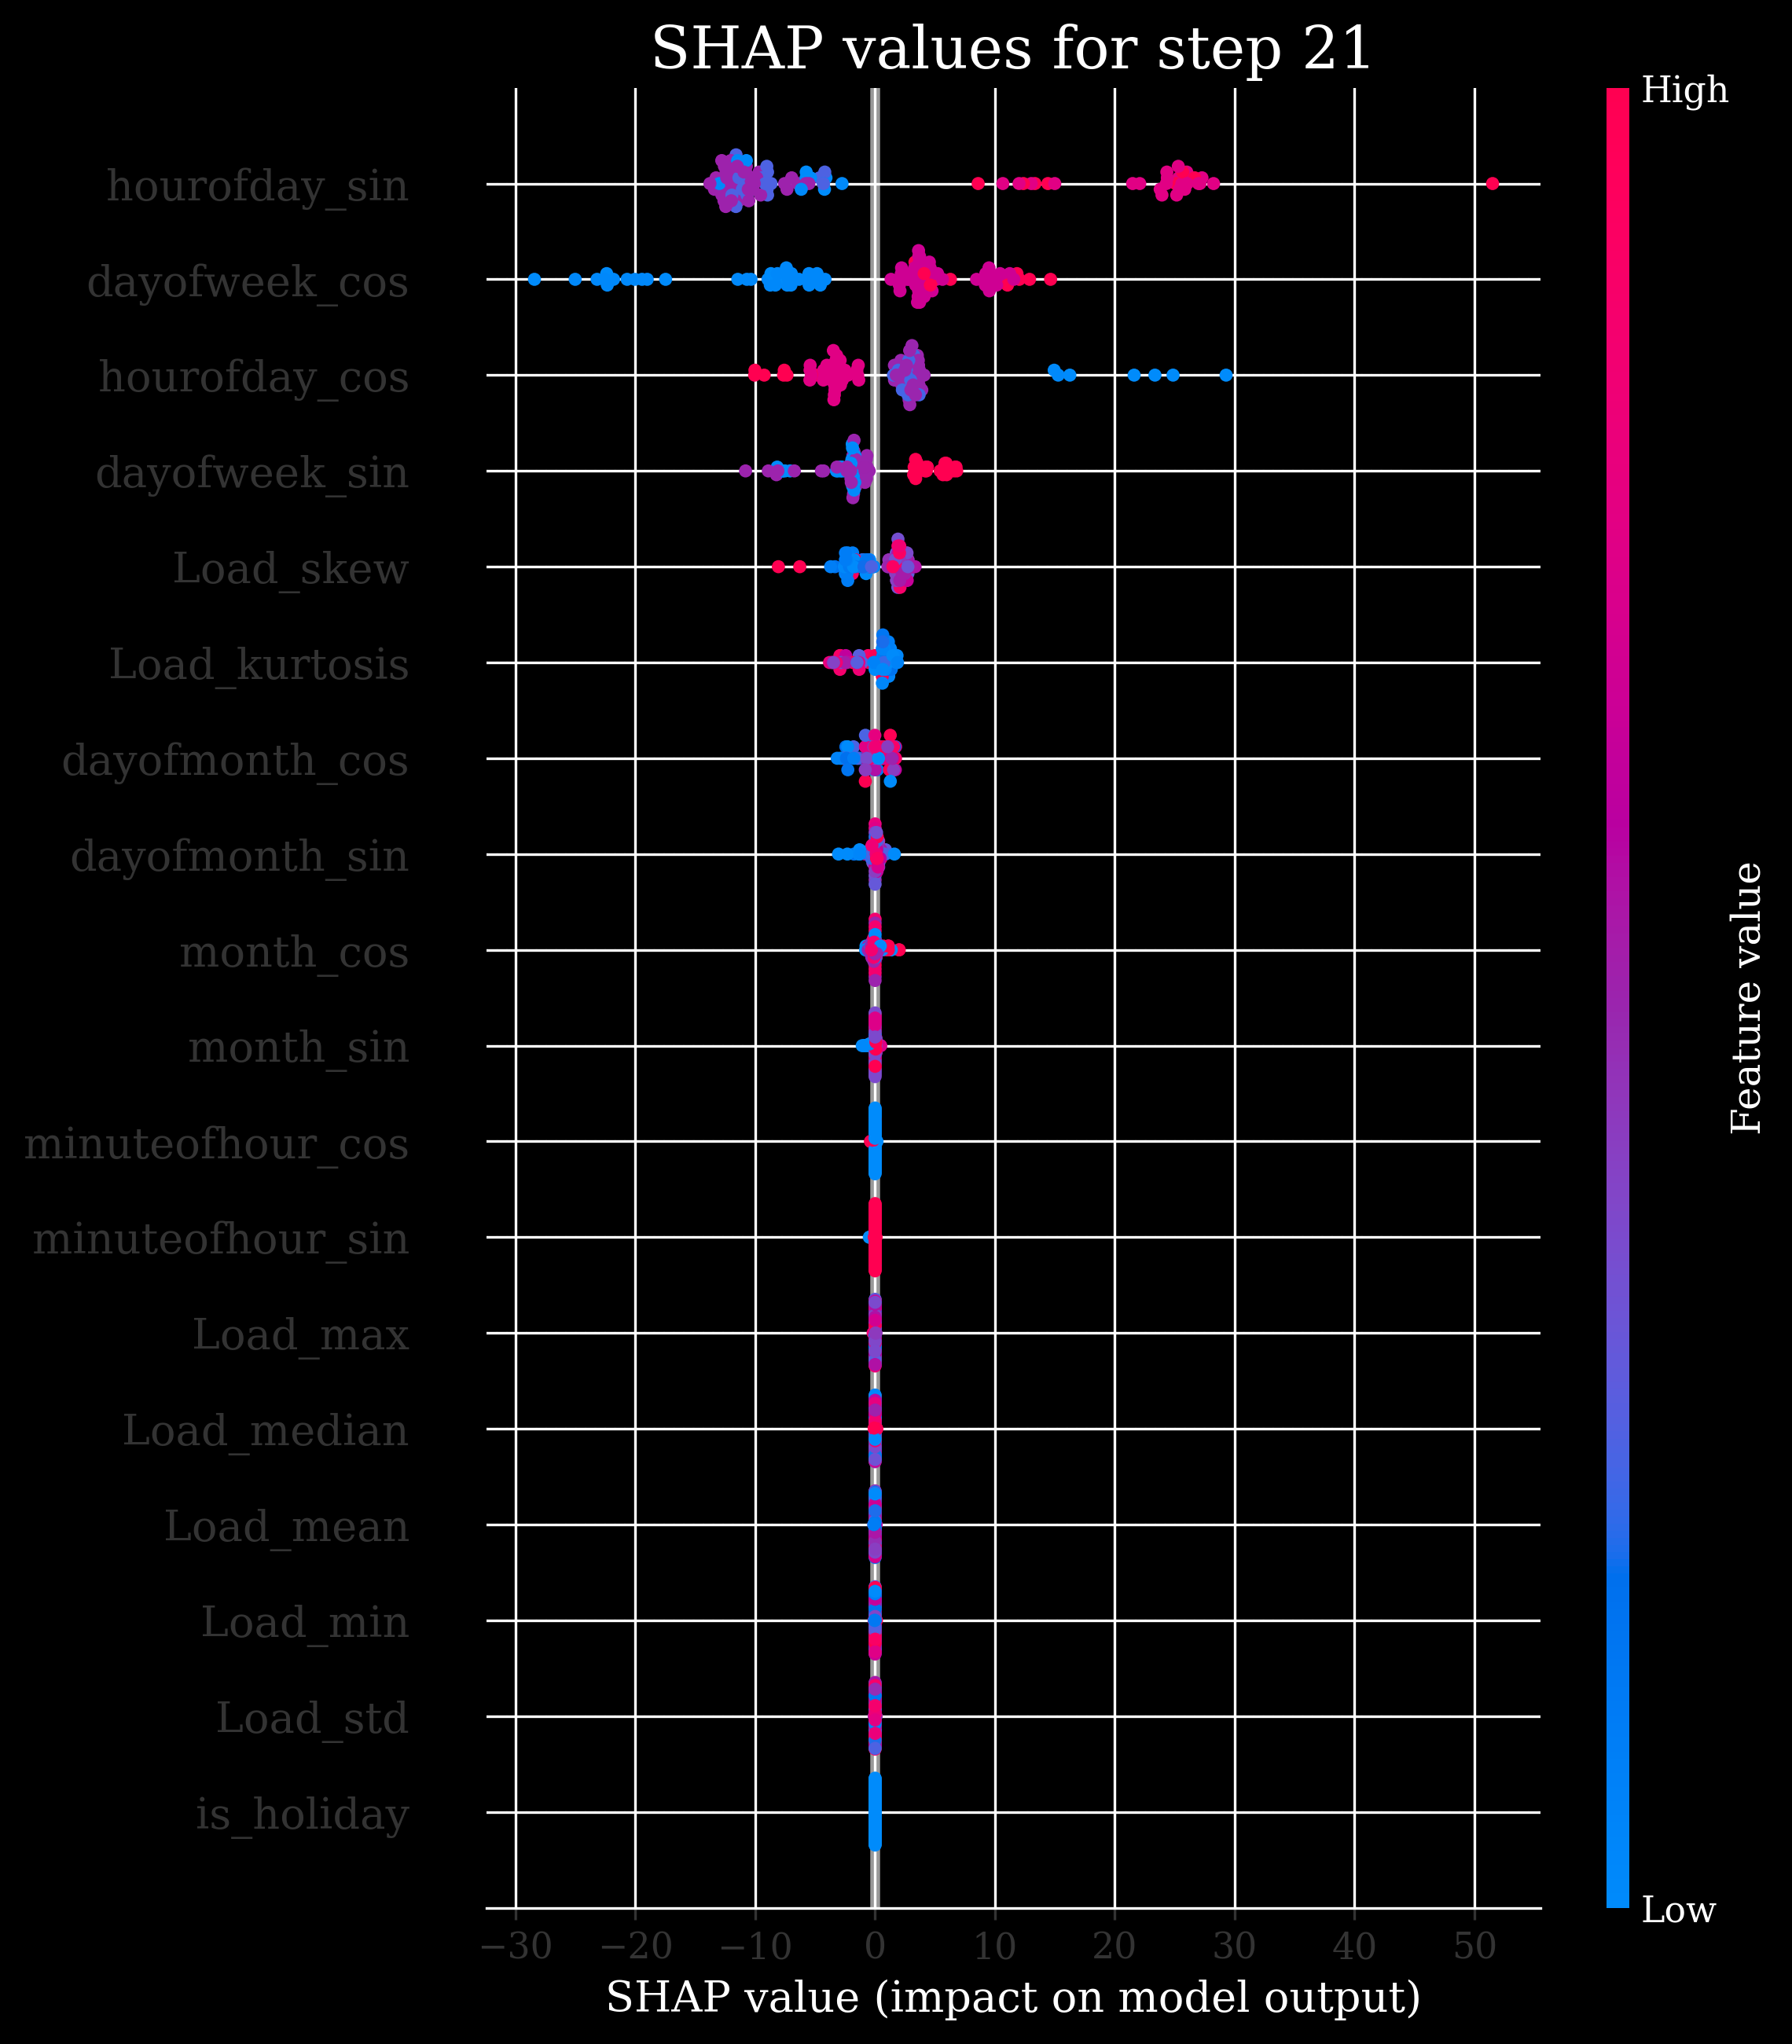 SHAP values for step 21
High
hourofday_sin
dayofweek_cos
hourofday_cos
dayofweek_sin
Load_skew
Load_kurtosis
dayofmonth_cos
dayofmonth_sin
month_cos
month_sin
minuteofhour_cos
minuteofhour_sin
Load_max
Load_median
Load_mean
Load_min
Load_std
is_holiday
Feature value
Low
−30 −20 −10 0 10 20 30 40 50
SHAP value (impact on model output)